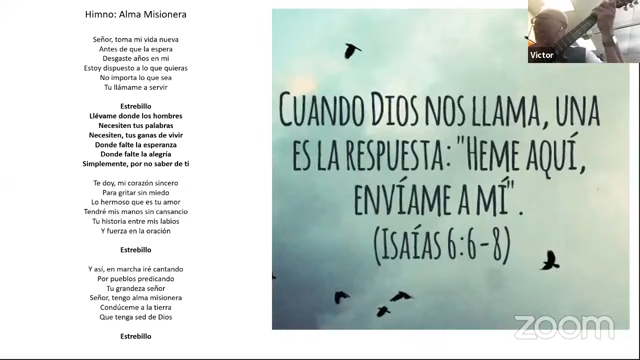 Himno: Alma Misionera
Señor, toma mi vida nueva
Antes de que la espera
Desgaste años en mi
Estoy dispuesto a lo que quieras
No importa lo que sea
Tu llámame a servir
Estrebillo
Llévame donde los hombres
Necesiten tus palabras
Necesiten, tus ganas de vivir
Donde falte la esperanza
Donde falte la alegría
Simplemente, por no saber de ti
Te doy, mi corazón sincero
Para gritar sin miedo
Lo hermoso que es tu amor
Tendré mis manos sin cansancio
Tu historia entre mis labios
Y fuerza en la oración
Estrebillo
Y así, en marcha iré cantando
Por pueblos predicando
Tu grandeza señor
Señor, tengo alma misionera
Condúceme a la tierra
Que tenga sed de Dios
Estrebillo
CUANDO DIOS NOS LLAMA, UNA
ES LA RESPUESTA: "HEME AQUÍ,
ENVÍAME A MÍ".
(ISAÍAS 6:6-8)
Victor
zoom